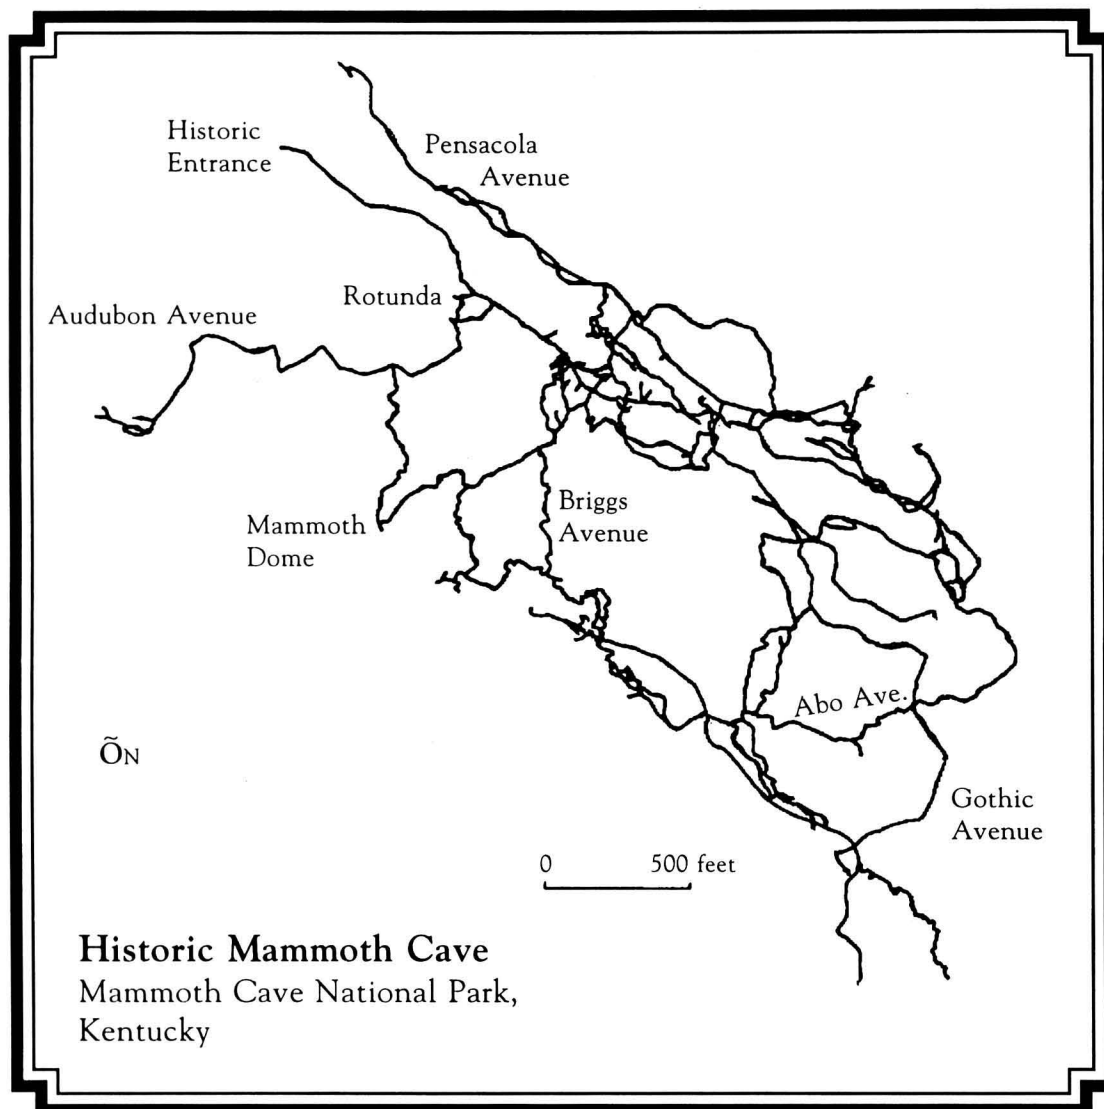 Historic
Entrance
Pensacola
Avenue
Rotunda
Audubon Avenue
Mammoth
Dome
Briggs
Avenue
Abo Ave.
ÕN
Gothic
Avenue
0 500 feet
Historic Mammoth Cave
Mammoth Cave National Park,
Kentucky